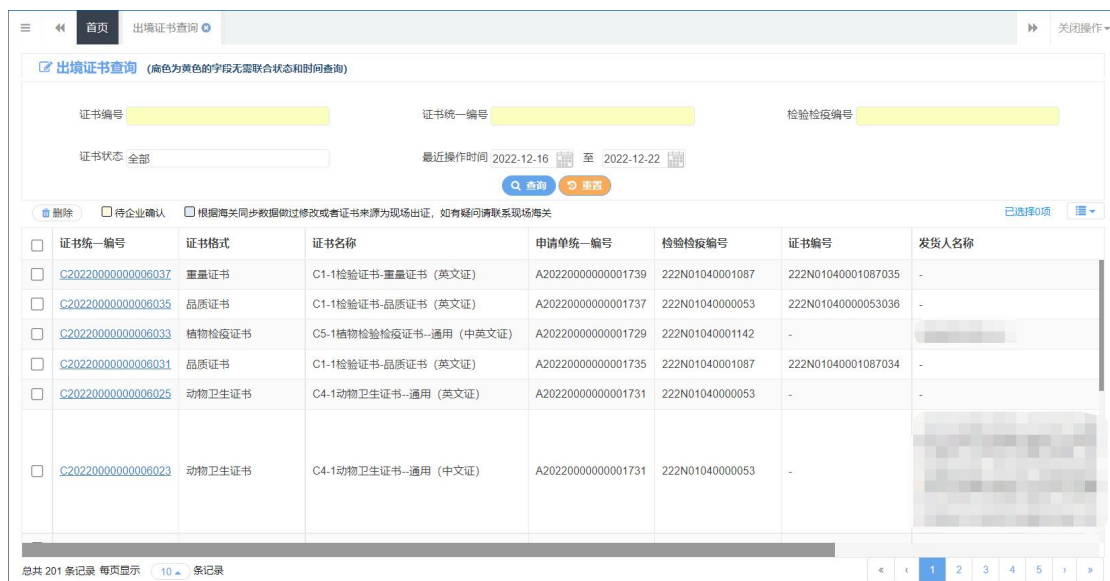 首页 出境证书查询 关闭操作
出境证书查询 (底色为黄色的字段无需联合状态和时间查询)
证书编号 证书统一编号 检验检疫编号
证书状态 全部 最近操作时间 2022-12-16 至 2022-12-22
查询 重置
删除 待企业确认 根据海关同步数据做过修改或者证书来源为现场出证，如有疑问请联系现场海关 已选择0项
证书统一编号 证书格式 证书名称 申请单统一编号 检验检疫编号 证书编号 发货人名称
C20220000000006037 重量证书 C1-1检验证书-重量证书（英文证） A20220000000001739 222N01040001087 222N01040001087035 -
C20220000000006035 品质证书 C1-1检验证书-品质证书（英文证） A20220000000001737 222N01040000053 222N01040000053036 -
C20220000000006033 植物检疫证书 C5-1植物检验检疫证书--通用（中英文证） A20220000000001729 222N01040001142 -
C20220000000006031 品质证书 C1-1检验证书-品质证书（英文证） A20220000000001735 222N01040001087 222N01040001087034 -
C20220000000006025 动物卫生证书 C4-1动物卫生证书--通用（英文证） A20220000000001731 222N01040000053 - -
C20220000000006023 动物卫生证书 C4-1动物卫生证书--通用（中文证） A20220000000001731 222N01040000053 -
总共 201 条记录 每页显示 10 条记录 « ‹ 1 2 3 4 5 › »